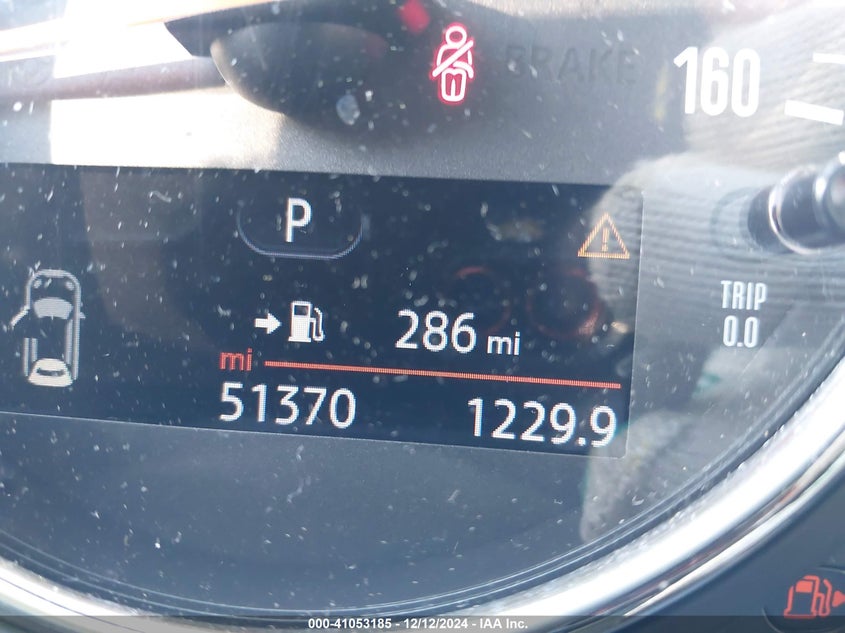 BRAKE
160
P
TRIP
0.0
286 mi
mi
51370 1229.9
000-41053185 - 12/12/2024 - IAA Inc.